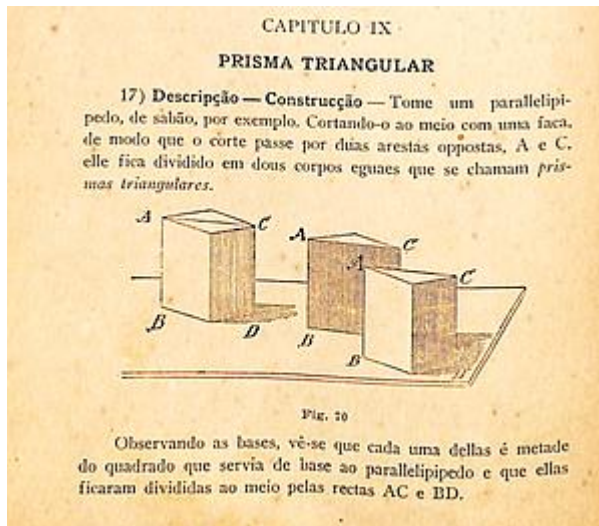 CAPITULO IX
PRISMA TRIANGULAR
17) Descripção — Construcção — Tome um parallelipi-
pedo, de sabão, por exemplo. Cortando-o ao meio com uma faca,
de modo que o corte passe por duas arestas oppostas, A e C,
elle fica dividido em dous corpos eguaes que se chamam pris-
mas triangulares.
A C A C
A C
B D B
B
Fig. 70
Observando as bases, vê-se que cada uma dellas é metade
do quadrado que servia de base ao parallelipipedo e que ellas
ficaram divididas ao meio pelas rectas AC e BD.